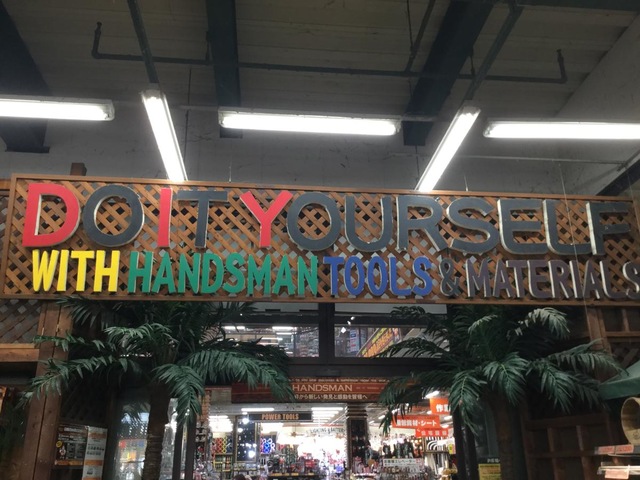 DO IT YOURSELF
WITH HANDSMAN TOOLS & MATERIALS
HANDSMAN
POWER TOOLS